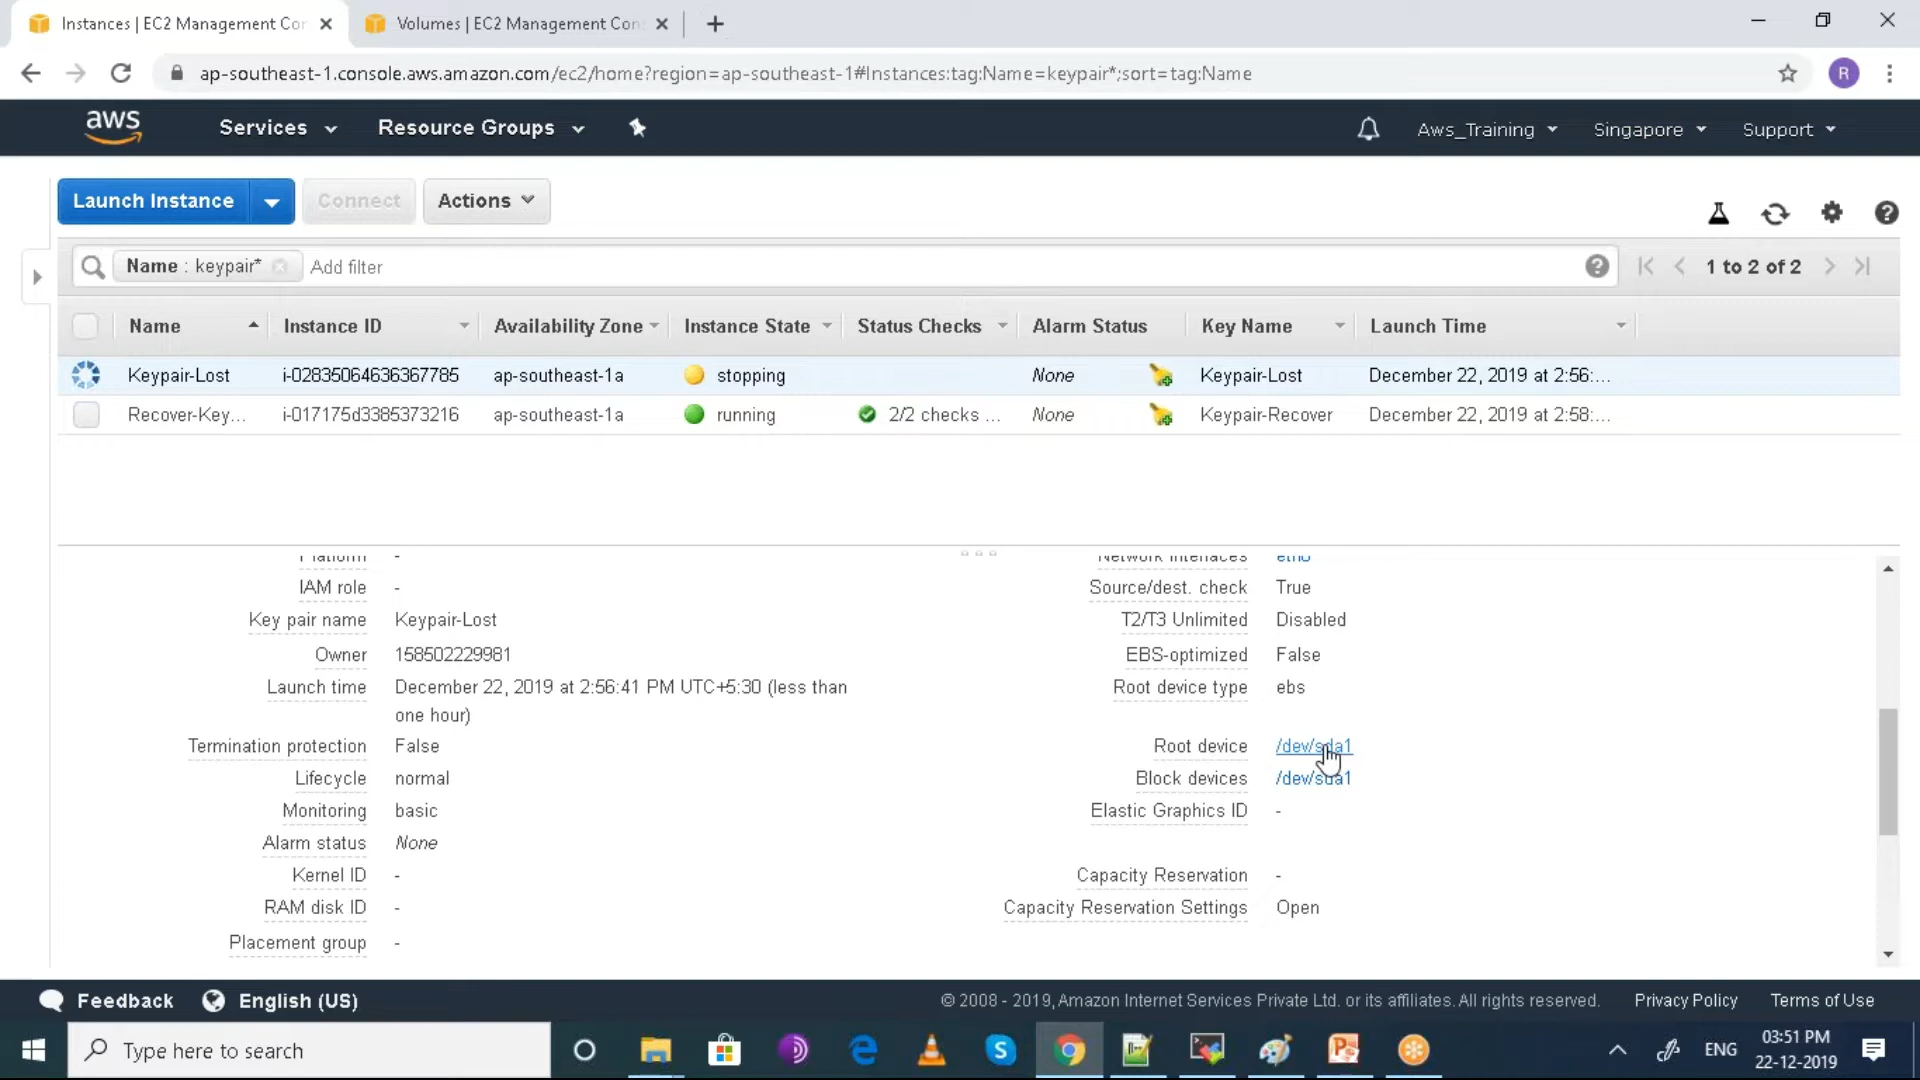 Instances | EC2 Management Con
Volumes | EC2 Management Con
ap-southeast-1.console.aws.amazon.com/ec2/home?region=ap-southeast-1#Instances:tag:Name=keypair*;sort=tag:Name
R
aws
Services
Resource Groups
Aws_Training
Singapore
Support
Launch Instance
Connect
Actions
Name : keypair*
Add filter
1 to 2 of 2
Name
Instance ID
Availability Zone
Instance State
Status Checks
Alarm Status
Key Name
Launch Time
Keypair-Lost i-02835064636367785 ap-southeast-1a stopping None Keypair-Lost December 22, 2019 at 2:56:...
Recover-Key... i-017175d3385373216 ap-southeast-1a running 2/2 checks ... None Keypair-Recover December 22, 2019 at 2:58:...
Platform -
Network interfaces eth0
IAM role -
Source/dest. check True
Key pair name Keypair-Lost
T2/T3 Unlimited Disabled
Owner 158502229981
EBS-optimized False
Launch time December 22, 2019 at 2:56:41 PM UTC+5:30 (less than
one hour)
Root device type ebs
Termination protection False
Root device /dev/sda1
Lifecycle normal
Block devices /dev/sda1
Monitoring basic
Elastic Graphics ID -
Alarm status None
Kernel ID -
Capacity Reservation -
RAM disk ID -
Capacity Reservation Settings Open
Placement group -
Feedback
English (US)
© 2008 - 2019, Amazon Internet Services Private Ltd. or its affiliates. All rights reserved.
Privacy Policy
Terms of Use
Type here to search
ENG
03:51 PM
22-12-2019